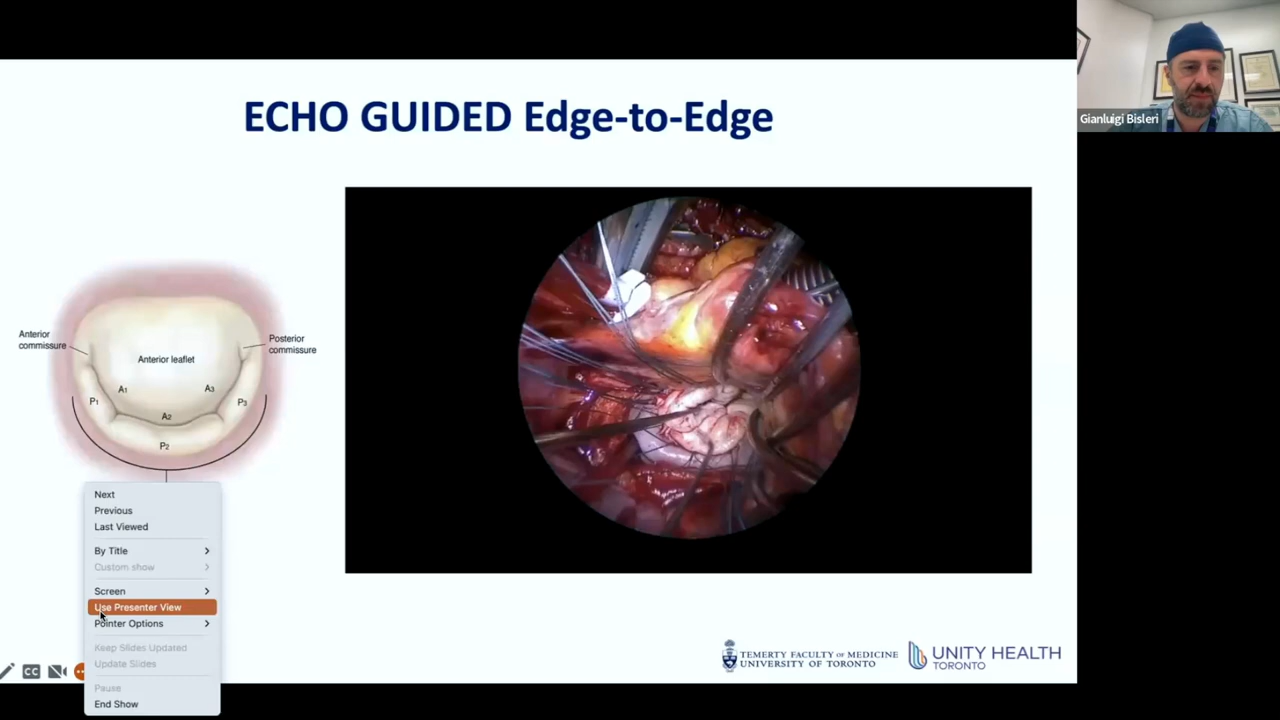 ECHO GUIDED Edge-to-Edge
Gianluigi Bisleri
Anterior
commissure
Posterior
commissure
Anterior leaflet
A1
A3
P1
P3
A2
P2
Next
Previous
Last Viewed
By Title
Custom show
Screen
Use Presenter View
Pointer Options
Keep Slides Updated
Update Slides
Pause
End Show
CC
TEMERTY FACULTY OF MEDICINE
UNIVERSITY OF TORONTO
UNITY HEALTH
TORONTO